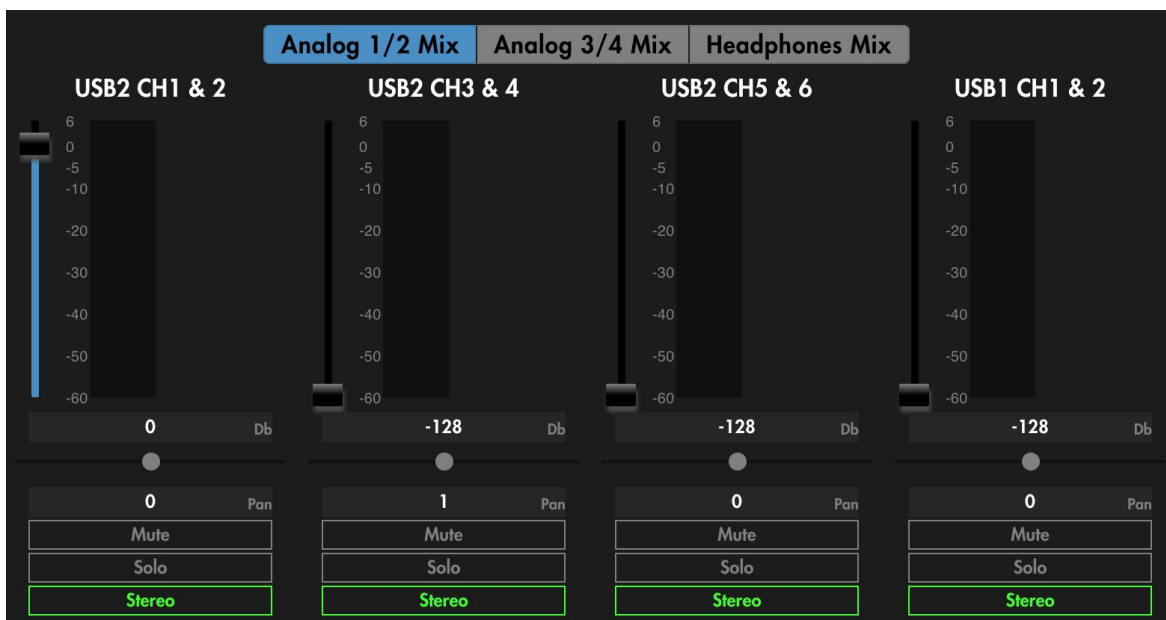 Analog 1/2 Mix Analog 3/4 Mix Headphones Mix
USB2 CH1 & 2 USB2 CH3 & 4 USB2 CH5 & 6 USB1 CH1 & 2
6 6 6 6
0 0 0 0
-5 -5 -5 -5
-10 -10 -10 -10
-20 -20 -20 -20
-30 -30 -30 -30
-40 -40 -40 -40
-50 -50 -50 -50
-60 -60 -60 -60
0 Db -128 Db -128 Db -128 Db
0 Pan 1 Pan 0 Pan 0 Pan
Mute Mute Mute Mute
Solo Solo Solo Solo
Stereo Stereo Stereo Stereo